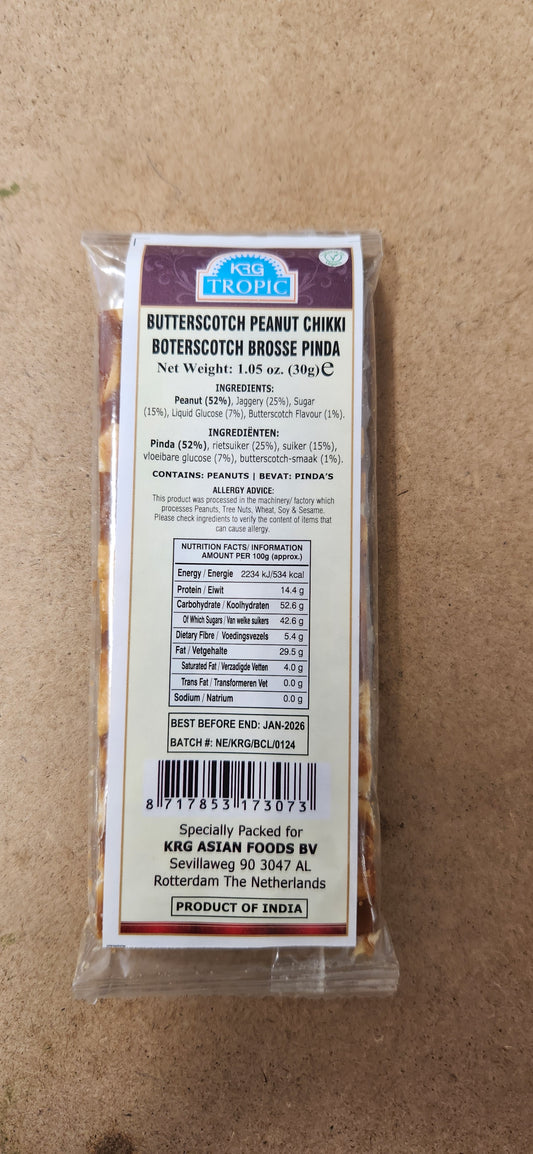 KRG
TROPIC
BUTTERSCOTCH PEANUT CHIKKI
BOTERSCOTCH BROSSE PINDA
Net Weight: 1.05 oz. (30g)℮
INGREDIENTS:
Peanut (52%), Jaggery (25%), Sugar
(15%), Liquid Glucose (7%), Butterscotch Flavour (1%).
INGREDIËNTEN:
Pinda (52%), rietsuiker (25%), suiker (15%),
vloeibare glucose (7%), butterscotch-smaak (1%).
CONTAINS: PEANUTS | BEVAT: PINDA'S
ALLERGY ADVICE:
This product was processed in the machinery/ factory which
processes Peanuts, Tree Nuts, Wheat, Soy & Sesame.
Please check ingredients to verify the content of items that
can cause allergy.
NUTRITION FACTS/ INFORMATION
AMOUNT PER 100g (approx.)
Energy / Energie 2234 kJ/534 kcal
Protein / Eiwit 14.4 g
Carbohydrate / Koolhydraten 52.6 g
Of Which Sugars / Van welke suikers 42.6 g
Dietary Fibre / Voedingsvezels 5.4 g
Fat / Vetgehalte 29.5 g
Saturated Fat / Verzadigde Vetten 4.0 g
Trans Fat / Transformeren Vet 0.0 g
Sodium / Natrium 0.0 g
BEST BEFORE END: JAN-2026
BATCH #: NE/KRG/BCL/0124
8 717853 173073
Specially Packed for
KRG ASIAN FOODS BV
Sevillaweg 90 3047 AL
Rotterdam The Netherlands
PRODUCT OF INDIA